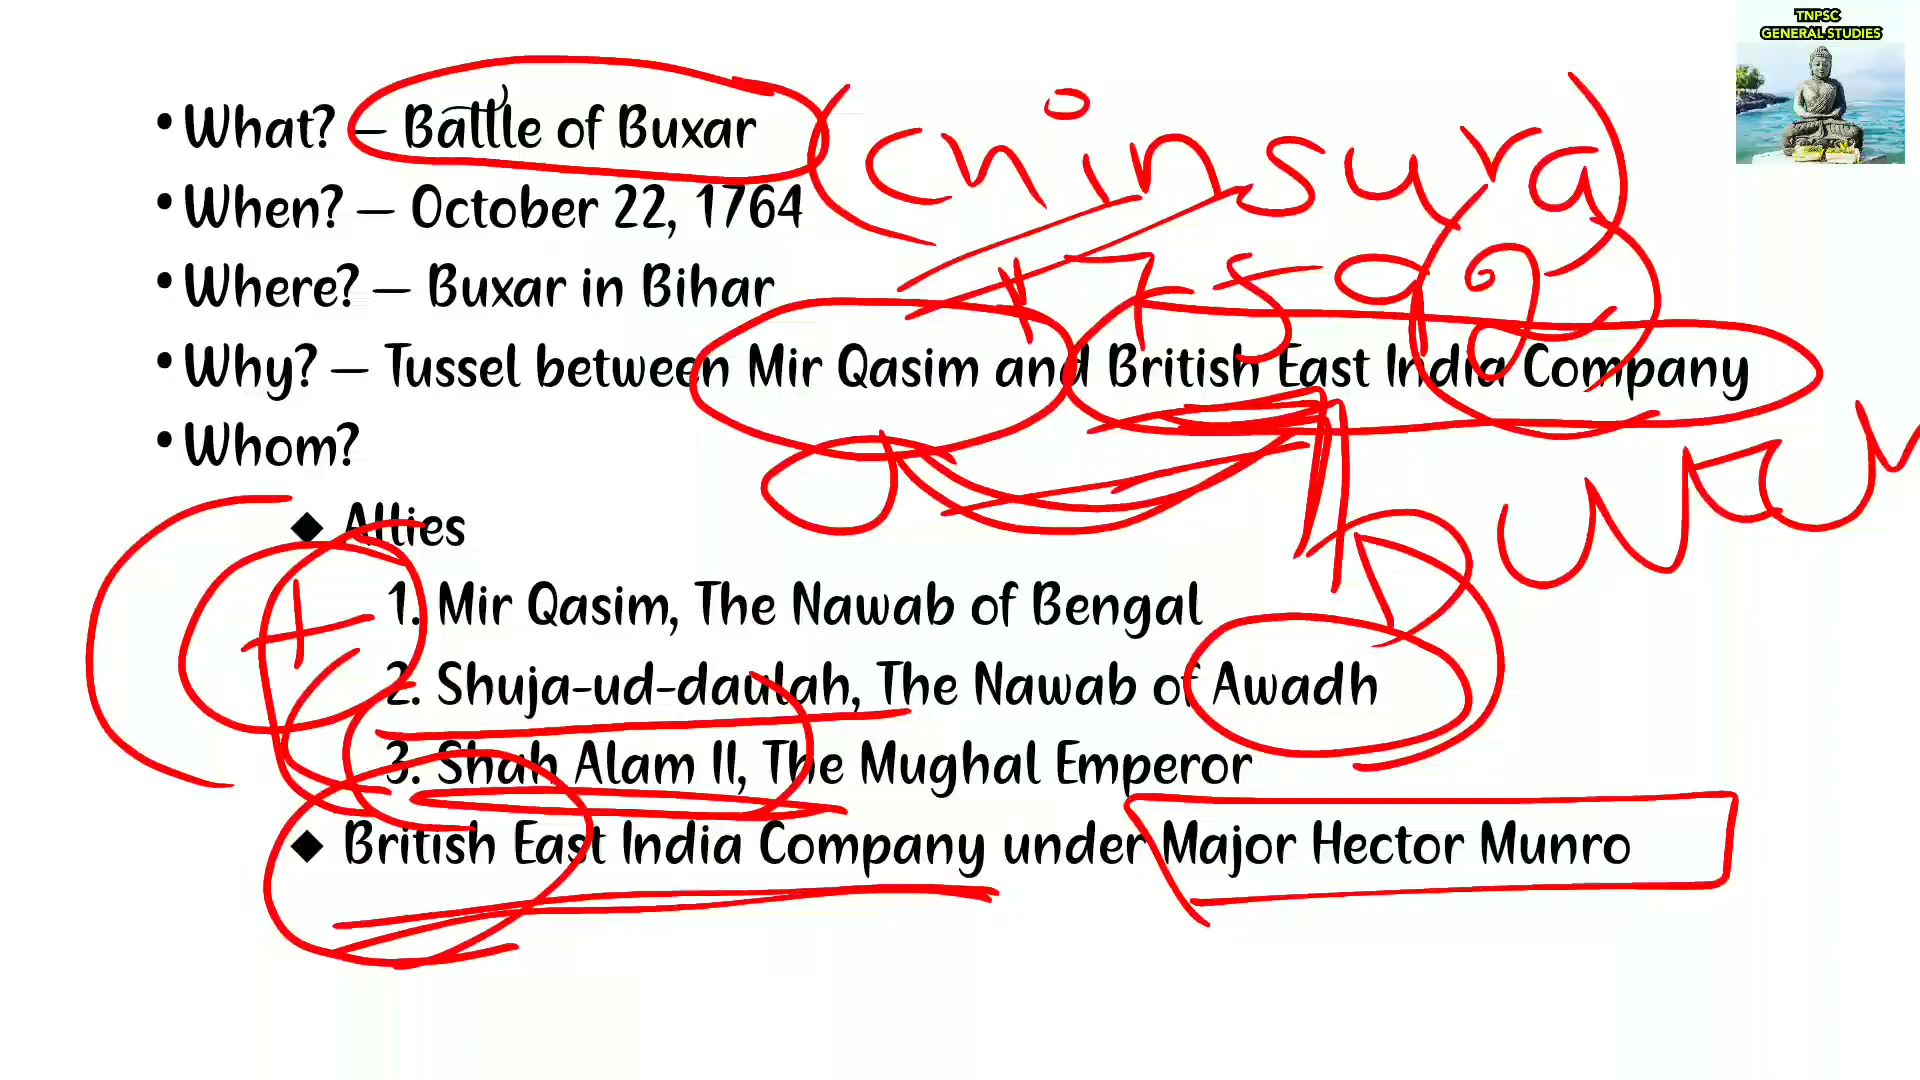 TNPSC
GENERAL STUDIES
• What? — Battle of Buxar
(chinsura)
• When? — October 22, 1764
• Where? — Buxar in Bihar
• Why? — Tussel between Mir Qasim and British East India Company
• Whom?
◆ Allies
1. Mir Qasim, The Nawab of Bengal
2. Shuja-ud-daulah, The Nawab of Awadh
3. Shah Alam II, The Mughal Emperor
◆ British East India Company under Major Hector Munro